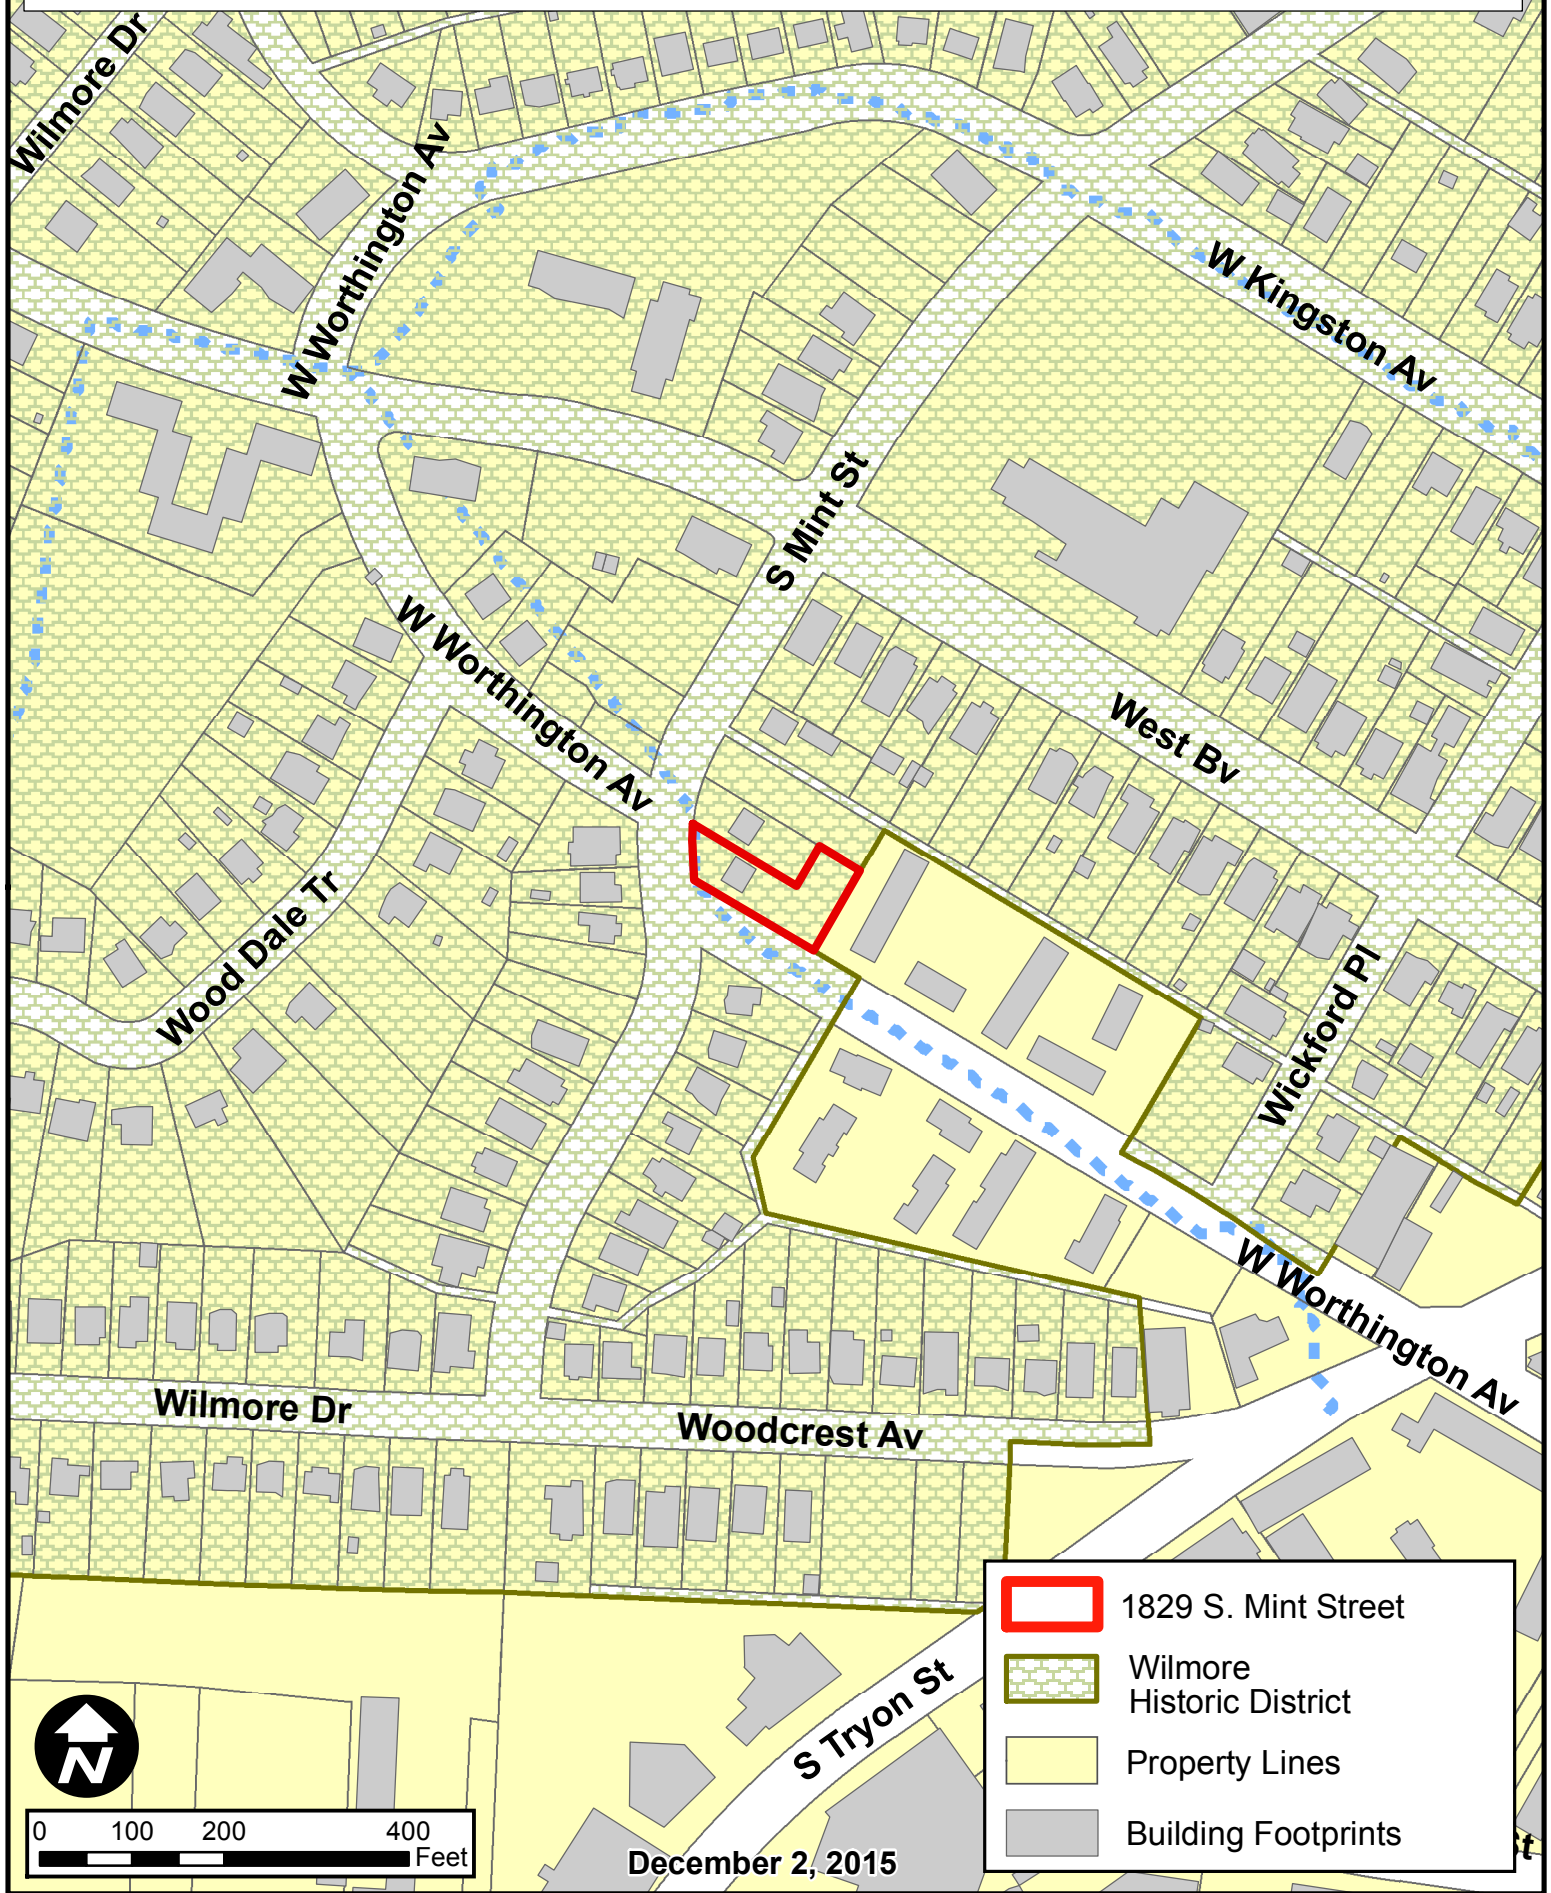 Wilmore Dr
W Worthington Av
W Kingston Av
S Mint St
W Worthington Av
West Bv
Wood Dale Tr
Wickford Pl
W Worthington Av
Wilmore Dr
Woodcrest Av
S Tryon St
1829 S. Mint Street
Wilmore
Historic District
Property Lines
Building Footprints
N
0 100 200 400
Feet
December 2, 2015
st